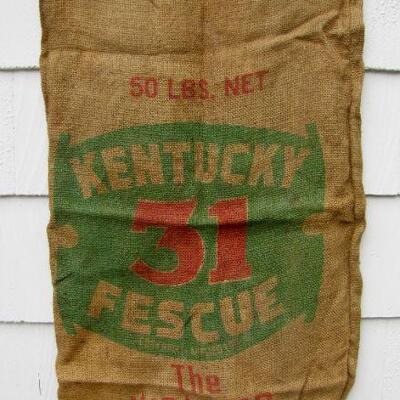 50 LBS. NET
KENTUCKY
31
FESCUE
The